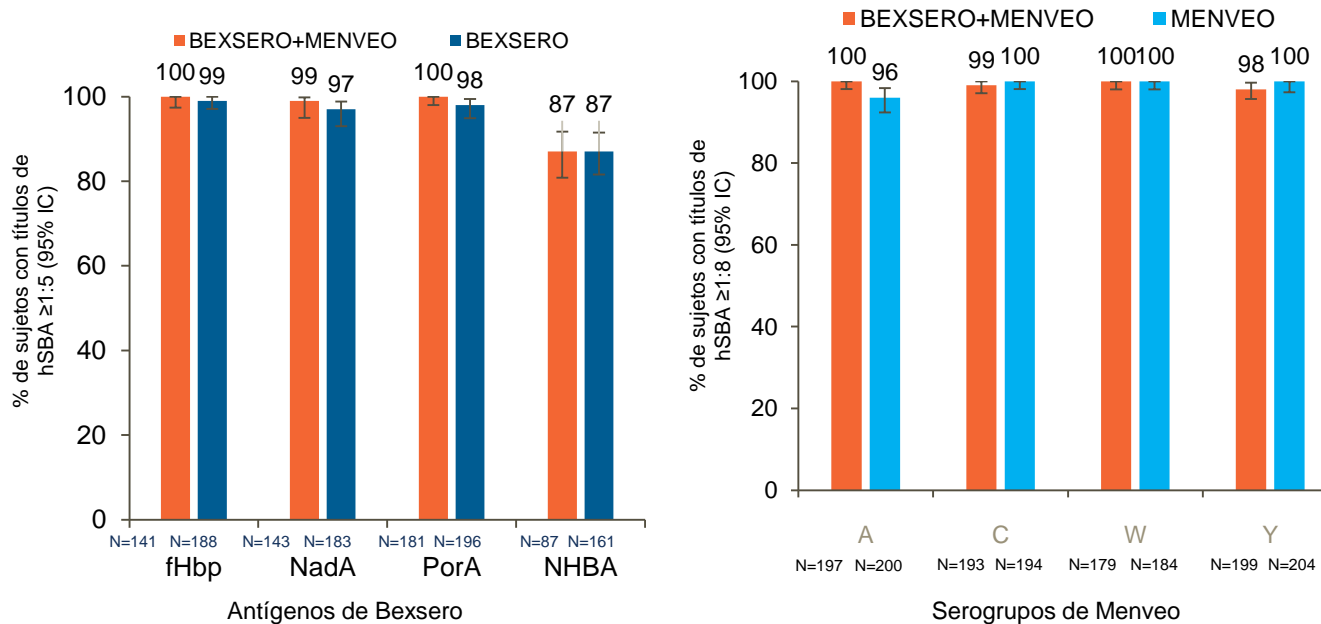 BEXSERO+MENVEO BEXSERO
100 99 99 97 100 98 87 87
100
80
60
40
20
0
% de sujetos con títulos de
hSBA ≥1:5 (95% IC)
N=141 N=188 N=143 N=183 N=181 N=196 N=87 N=161
fHbp NadA PorA NHBA
Antígenos de Bexsero
BEXSERO+MENVEO MENVEO
100 96 99 100 100 100 98 100
100
80
60
40
20
0
% de sujetos con títulos de
hSBA ≥1:8 (95% IC)
A C W Y
N=197 N=200 N=193 N=194 N=179 N=184 N=199 N=204
Serogrupos de Menveo